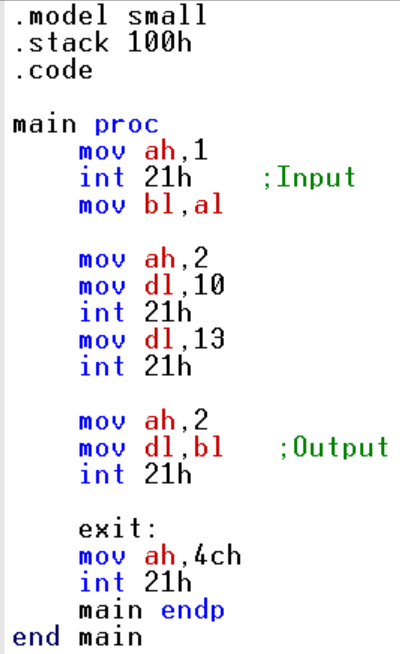 .model small
.stack 100h
.code
main proc
mov ah,1
int 21h ;Input
mov bl,al
mov ah,2
mov dl,10
int 21h
mov dl,13
int 21h
mov ah,2
mov dl,bl ;Output
int 21h
exit:
mov ah,4ch
int 21h
main endp
end main